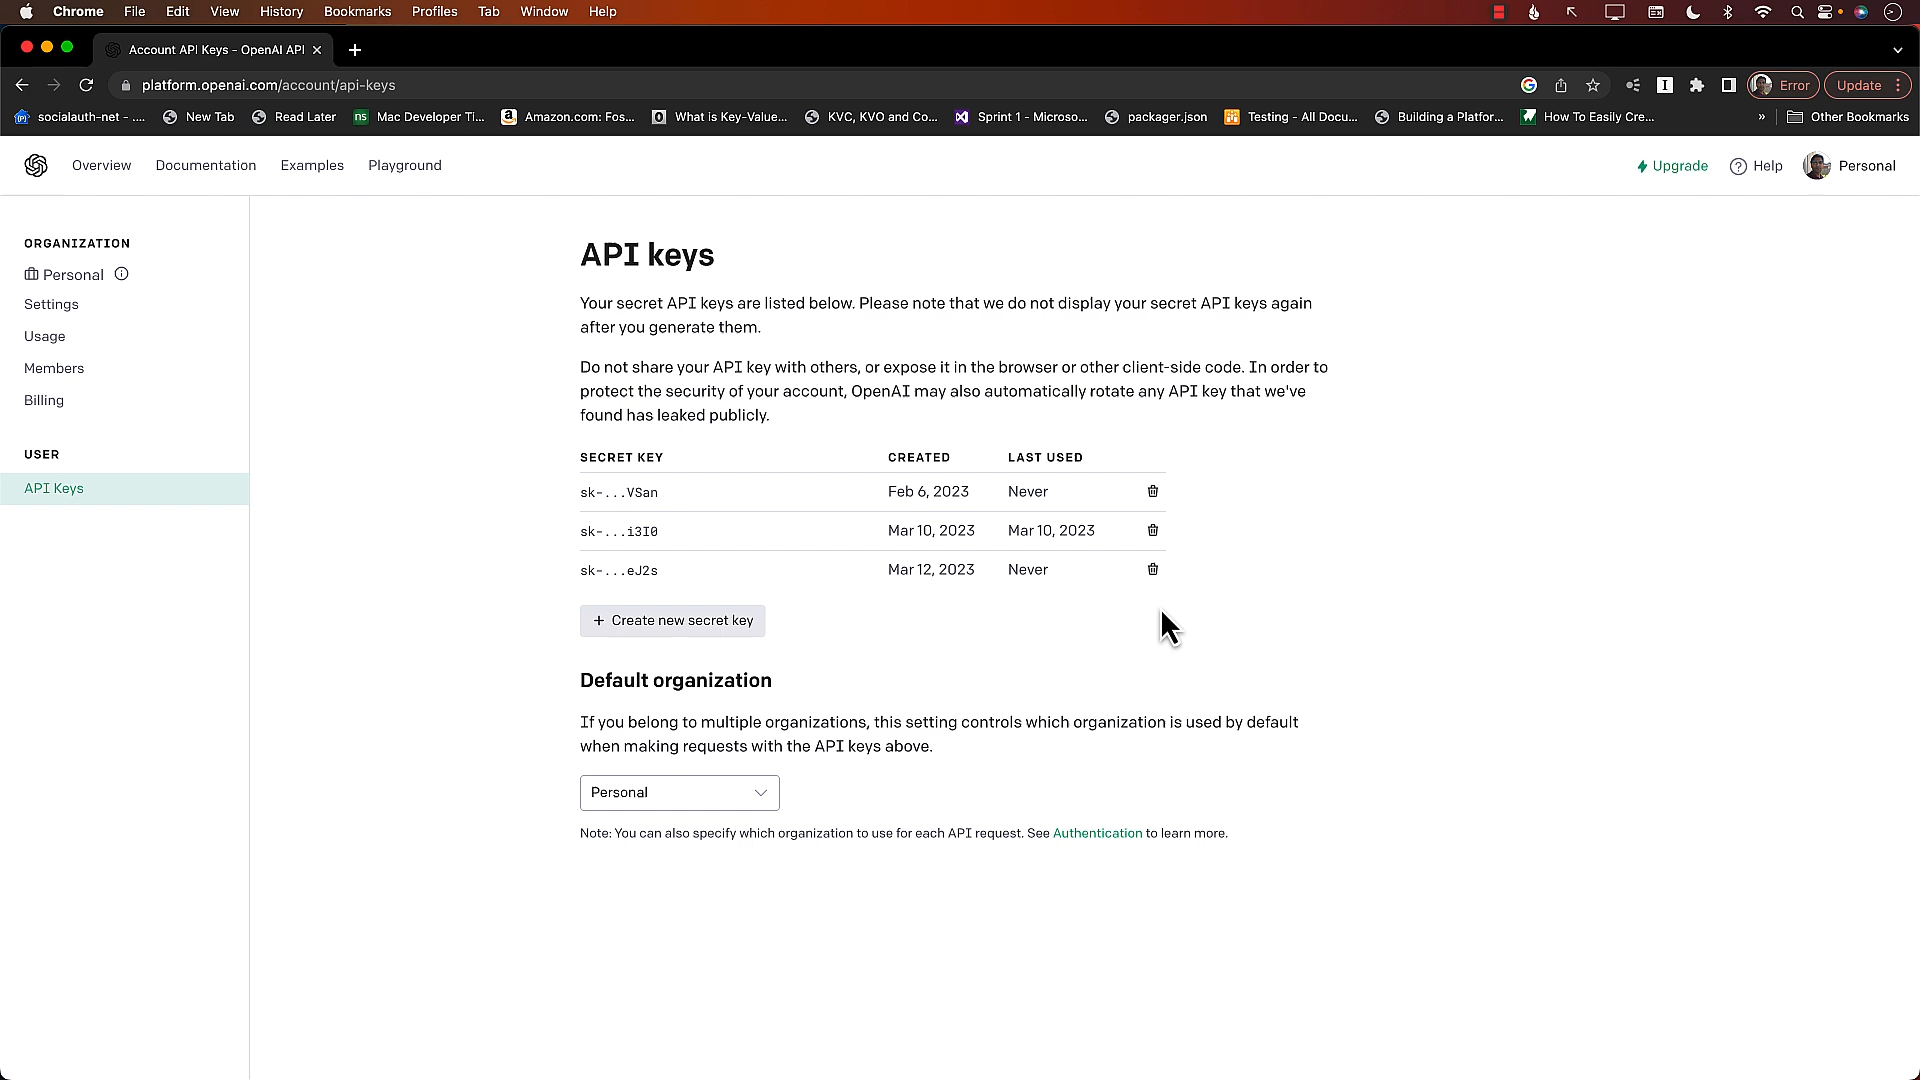 Chrome File Edit View History Bookmarks Profiles Tab Window Help
Account API Keys - OpenAI API
platform.openai.com/account/api-keys
Error
Update
socialauth-net - .... New Tab Read Later Mac Developer Ti... Amazon.com: Fos... What is Key-Value... KVC, KVO and Co... Sprint 1 - Microso... packager.json Testing - All Docu... Building a Platfor... How To Easily Cre... » Other Bookmarks
Overview Documentation Examples Playground
Upgrade Help Personal
ORGANIZATION
Personal
Settings
Usage
Members
Billing
USER
API Keys
API keys
Your secret API keys are listed below. Please note that we do not display your secret API keys again
after you generate them.
Do not share your API key with others, or expose it in the browser or other client-side code. In order to
protect the security of your account, OpenAI may also automatically rotate any API key that we've
found has leaked publicly.
SECRET KEY CREATED LAST USED
sk-...VSan Feb 6, 2023 Never
sk-...i3I0 Mar 10, 2023 Mar 10, 2023
sk-...eJ2s Mar 12, 2023 Never
+ Create new secret key
Default organization
If you belong to multiple organizations, this setting controls which organization is used by default
when making requests with the API keys above.
Personal
Note: You can also specify which organization to use for each API request. See Authentication to learn more.